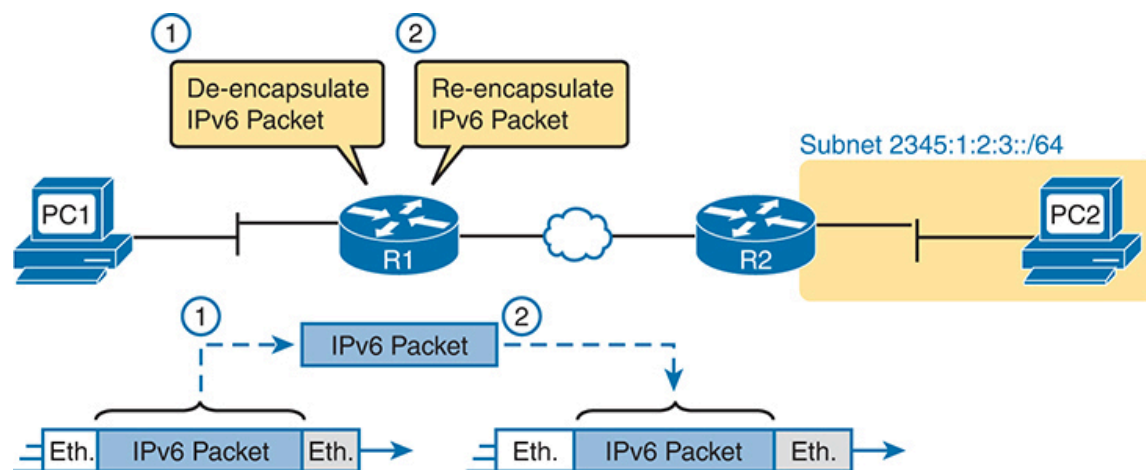 1
2
De-encapsulate
IPv6 Packet
Re-encapsulate
IPv6 Packet
Subnet 2345:1:2:3::/64
PC1
R1
R2
PC2
1
IPv6 Packet
2
Eth. IPv6 Packet Eth.
Eth. IPv6 Packet Eth.